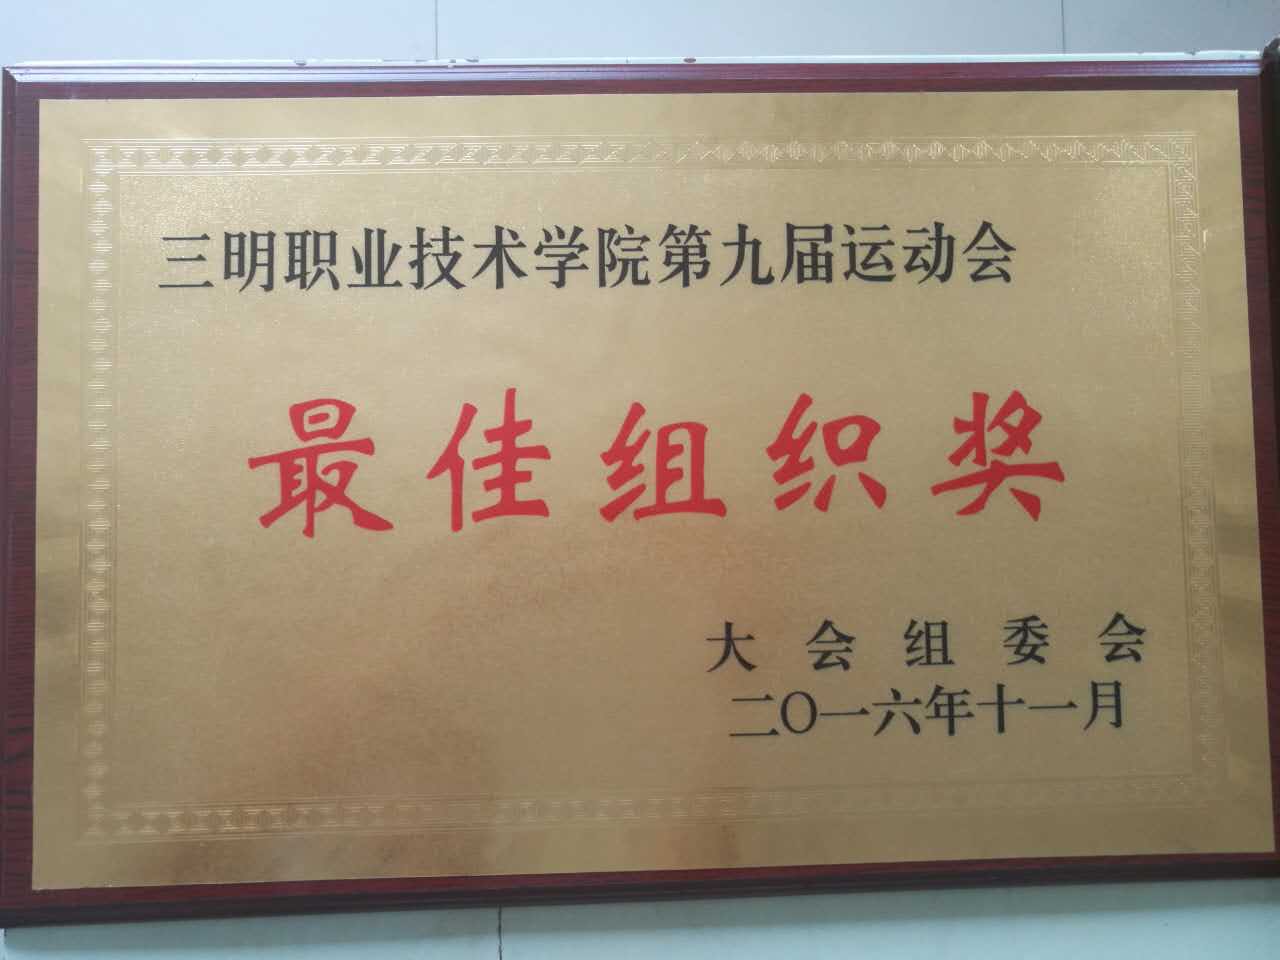 三明职业技术学院第九届运动会
最佳组织奖
大会组委会
二〇一六年十一月